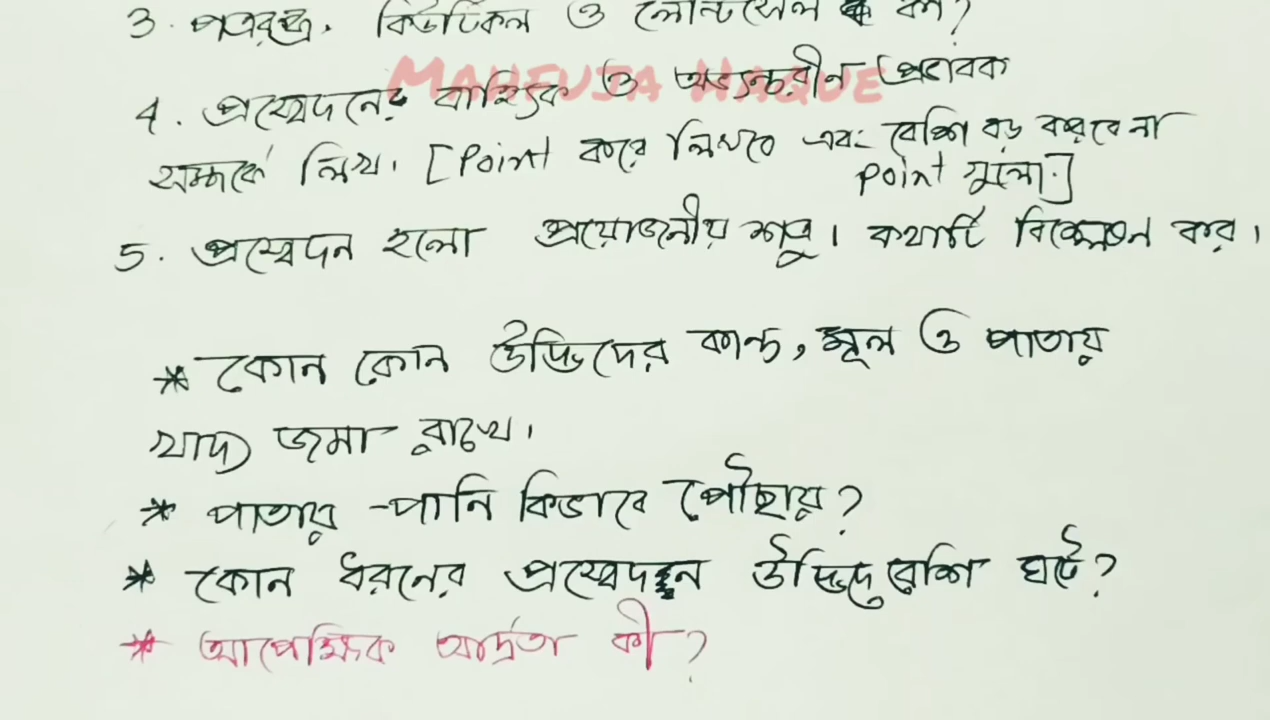 3. পত্ররন্ধ্র, কিউটিকল ও লেন্টিসেল কী?
MAHFUJA HAQUE
4. প্রস্বেদনের বাহ্যিক ও অভ্যন্তরীন প্রভাবক
সম্পর্কে লিখ। [Point করে লিখবে এবং বেশি বড় করবে না
point গুলো।]
5. প্রস্বেদন হলো প্রয়োজনীয় শত্রু। কথাটি বিশ্লেষণ কর।
* কোন কোন উদ্ভিদের কান্ড, মূল ও পাতায়
খাদ্য জমা রাখে।
* পাতায় পানি কিভাবে পৌছায়?
* কোন ধরনের প্রস্বেদন উদ্ভিদে বেশি ঘটে?
* আপেক্ষিক আর্দ্রতা কী?